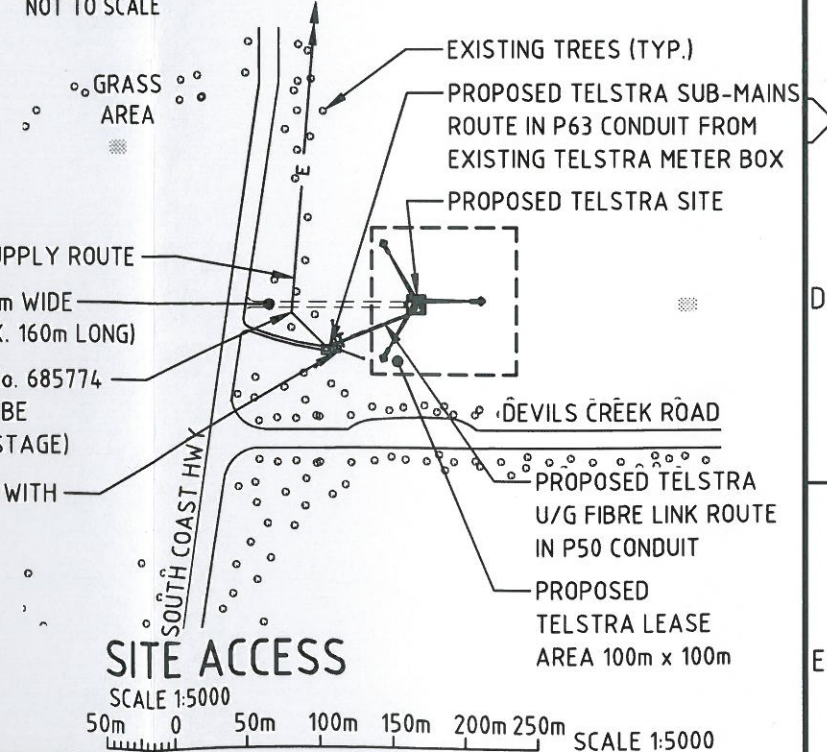 NOT TO SCALE
GRASS
AREA
EXISTING TREES (TYP.)
PROPOSED TELSTRA SUB-MAINS
ROUTE IN P63 CONDUIT FROM
EXISTING TELSTRA METER BOX
PROPOSED TELSTRA SITE
E
SUPPLY ROUTE
m WIDE
160m LONG)
685774
BE
STAGE)
WITH
D
DEVILS CREEK ROAD
SOUTH COAST HWY
PROPOSED TELSTRA
U/G FIBRE LINK ROUTE
IN P50 CONDUIT
PROPOSED
TELSTRA LEASE
AREA 100m x 100m
E
SITE ACCESS
SCALE 1:5000
50m 0 50m 100m 150m 200m 250m SCALE 1:5000